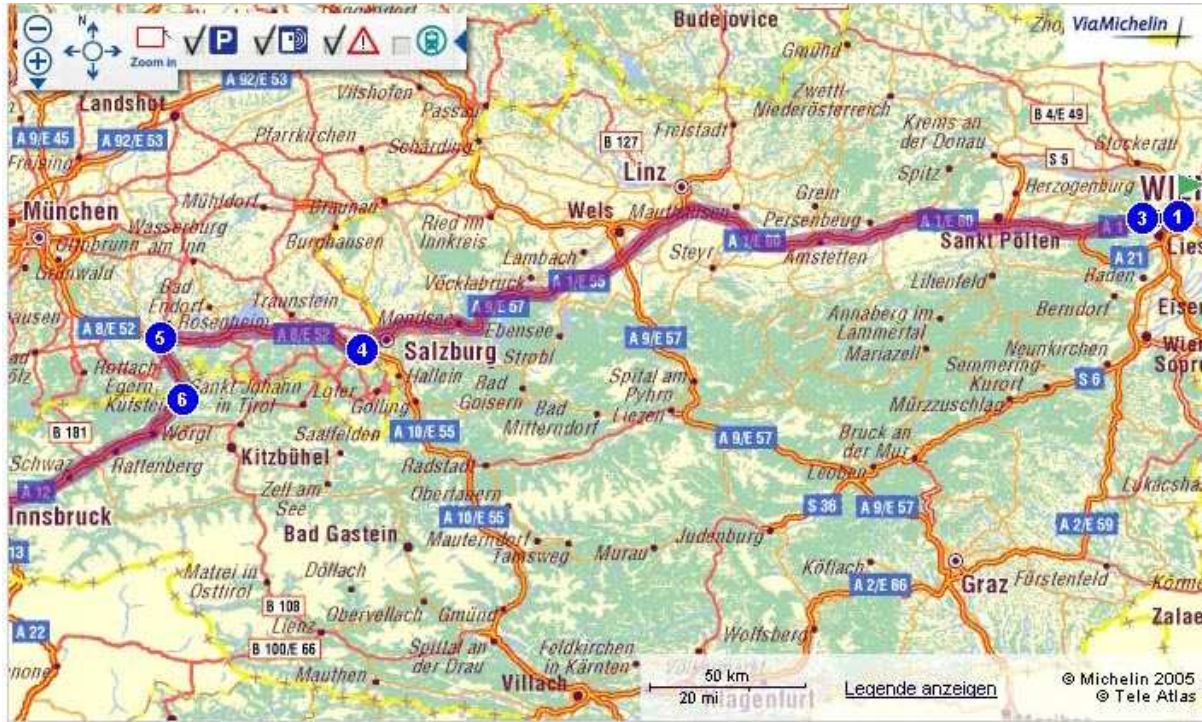 Budejovice
ViaMichelin
Zoom in
P
N
Gmünd
A 92/E 53
Landshot
Vilshofen
Passau
Zwettl-
Niederösterreich
Krems an
der Donau
B 4/E 49
Stockerau
A 9/E 45
A 92/E 53
Freising
Pfarrkirchen
Schärding
B 127
Freistadt
S 5
Linz
Spitz
Grein
Herzogenburg
München
Mühldorf
Braunau
Ried im
Innkreis
Wels
Mauthausen
Persenbeug
A 1/E 60
3
1
Ottobrunn
Wasserburg
am Inn
Burghausen
Sankt Pölten
A 21
Grünwald
Lambach
Steyr
A 1/E 60
Amstetten
Baden
Bad
Endorf
Traunstein
Vöcklabruck
A 1/E 55
Lilienfeld
Berndorf
A 8/E 52
Rosenheim
A 8/E 52
Mondsee
A 9/E 57
Ebensee
A 9/E 57
Annaberg im
Lammertal
5
4
Salzburg
Strobl
Mariazell
Neunkirchen
Rottach
Egern
Kufstein
6
Sankt Johann
in Tirol
Lofer
Hallein
Golling
Bad
Goisern
Spital am
Pyhrn
Liezen
Semmering-
Kurort
S 6
B 181
Wörgl
Saalfelden
A 10/E 55
Bad
Mitterndorf
Mürzzuschlag
Schwaz
Rattenberg
Kitzbühel
Radstadt
A 9/E 57
Bruck an
der Mur
Leoben
A 12
Zell am
See
Obertauern
S 36
A 9/E 57
Innsbruck
Bad Gastein
A 10/E 55
Mauterndorf
Tamsweg
Murau
Judenburg
A 2/E 59
Matrei in
Osttirol
Döllach
Köflach
Graz
Fürstenfeld
B 108
Obervellach
Gmünd
A 2/E 66
A 22
Lienz
B 100/E 66
Spittal an
der Drau
Feldkirchen
in Kärnten
Wolfsberg
Mauthen
Villach
50 km
20 mi
Legende anzeigen
© Michelin 2005
© Tele Atlas